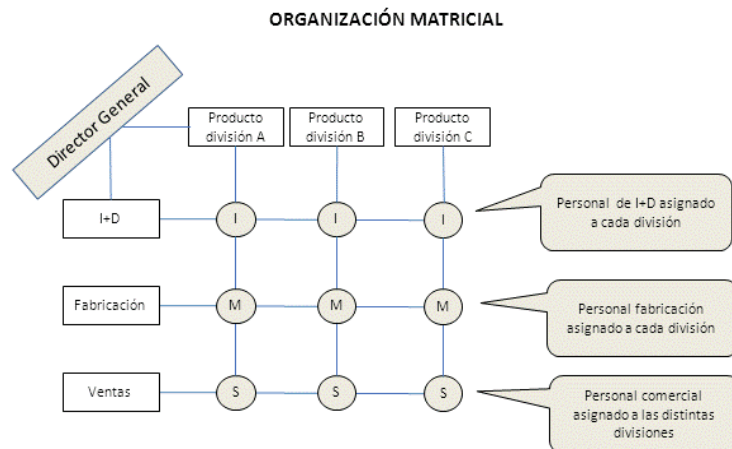 ORGANIZACIÓN MATRICIAL
Director General
Producto
división A
Producto
división B
Producto
división C
I+D
I
I
I
Personal de I+D asignado
a cada división
Fabricación
M
M
M
Personal fabricación
asignado a cada división
Ventas
S
S
S
Personal comercial
asignado a las distintas
divisiones